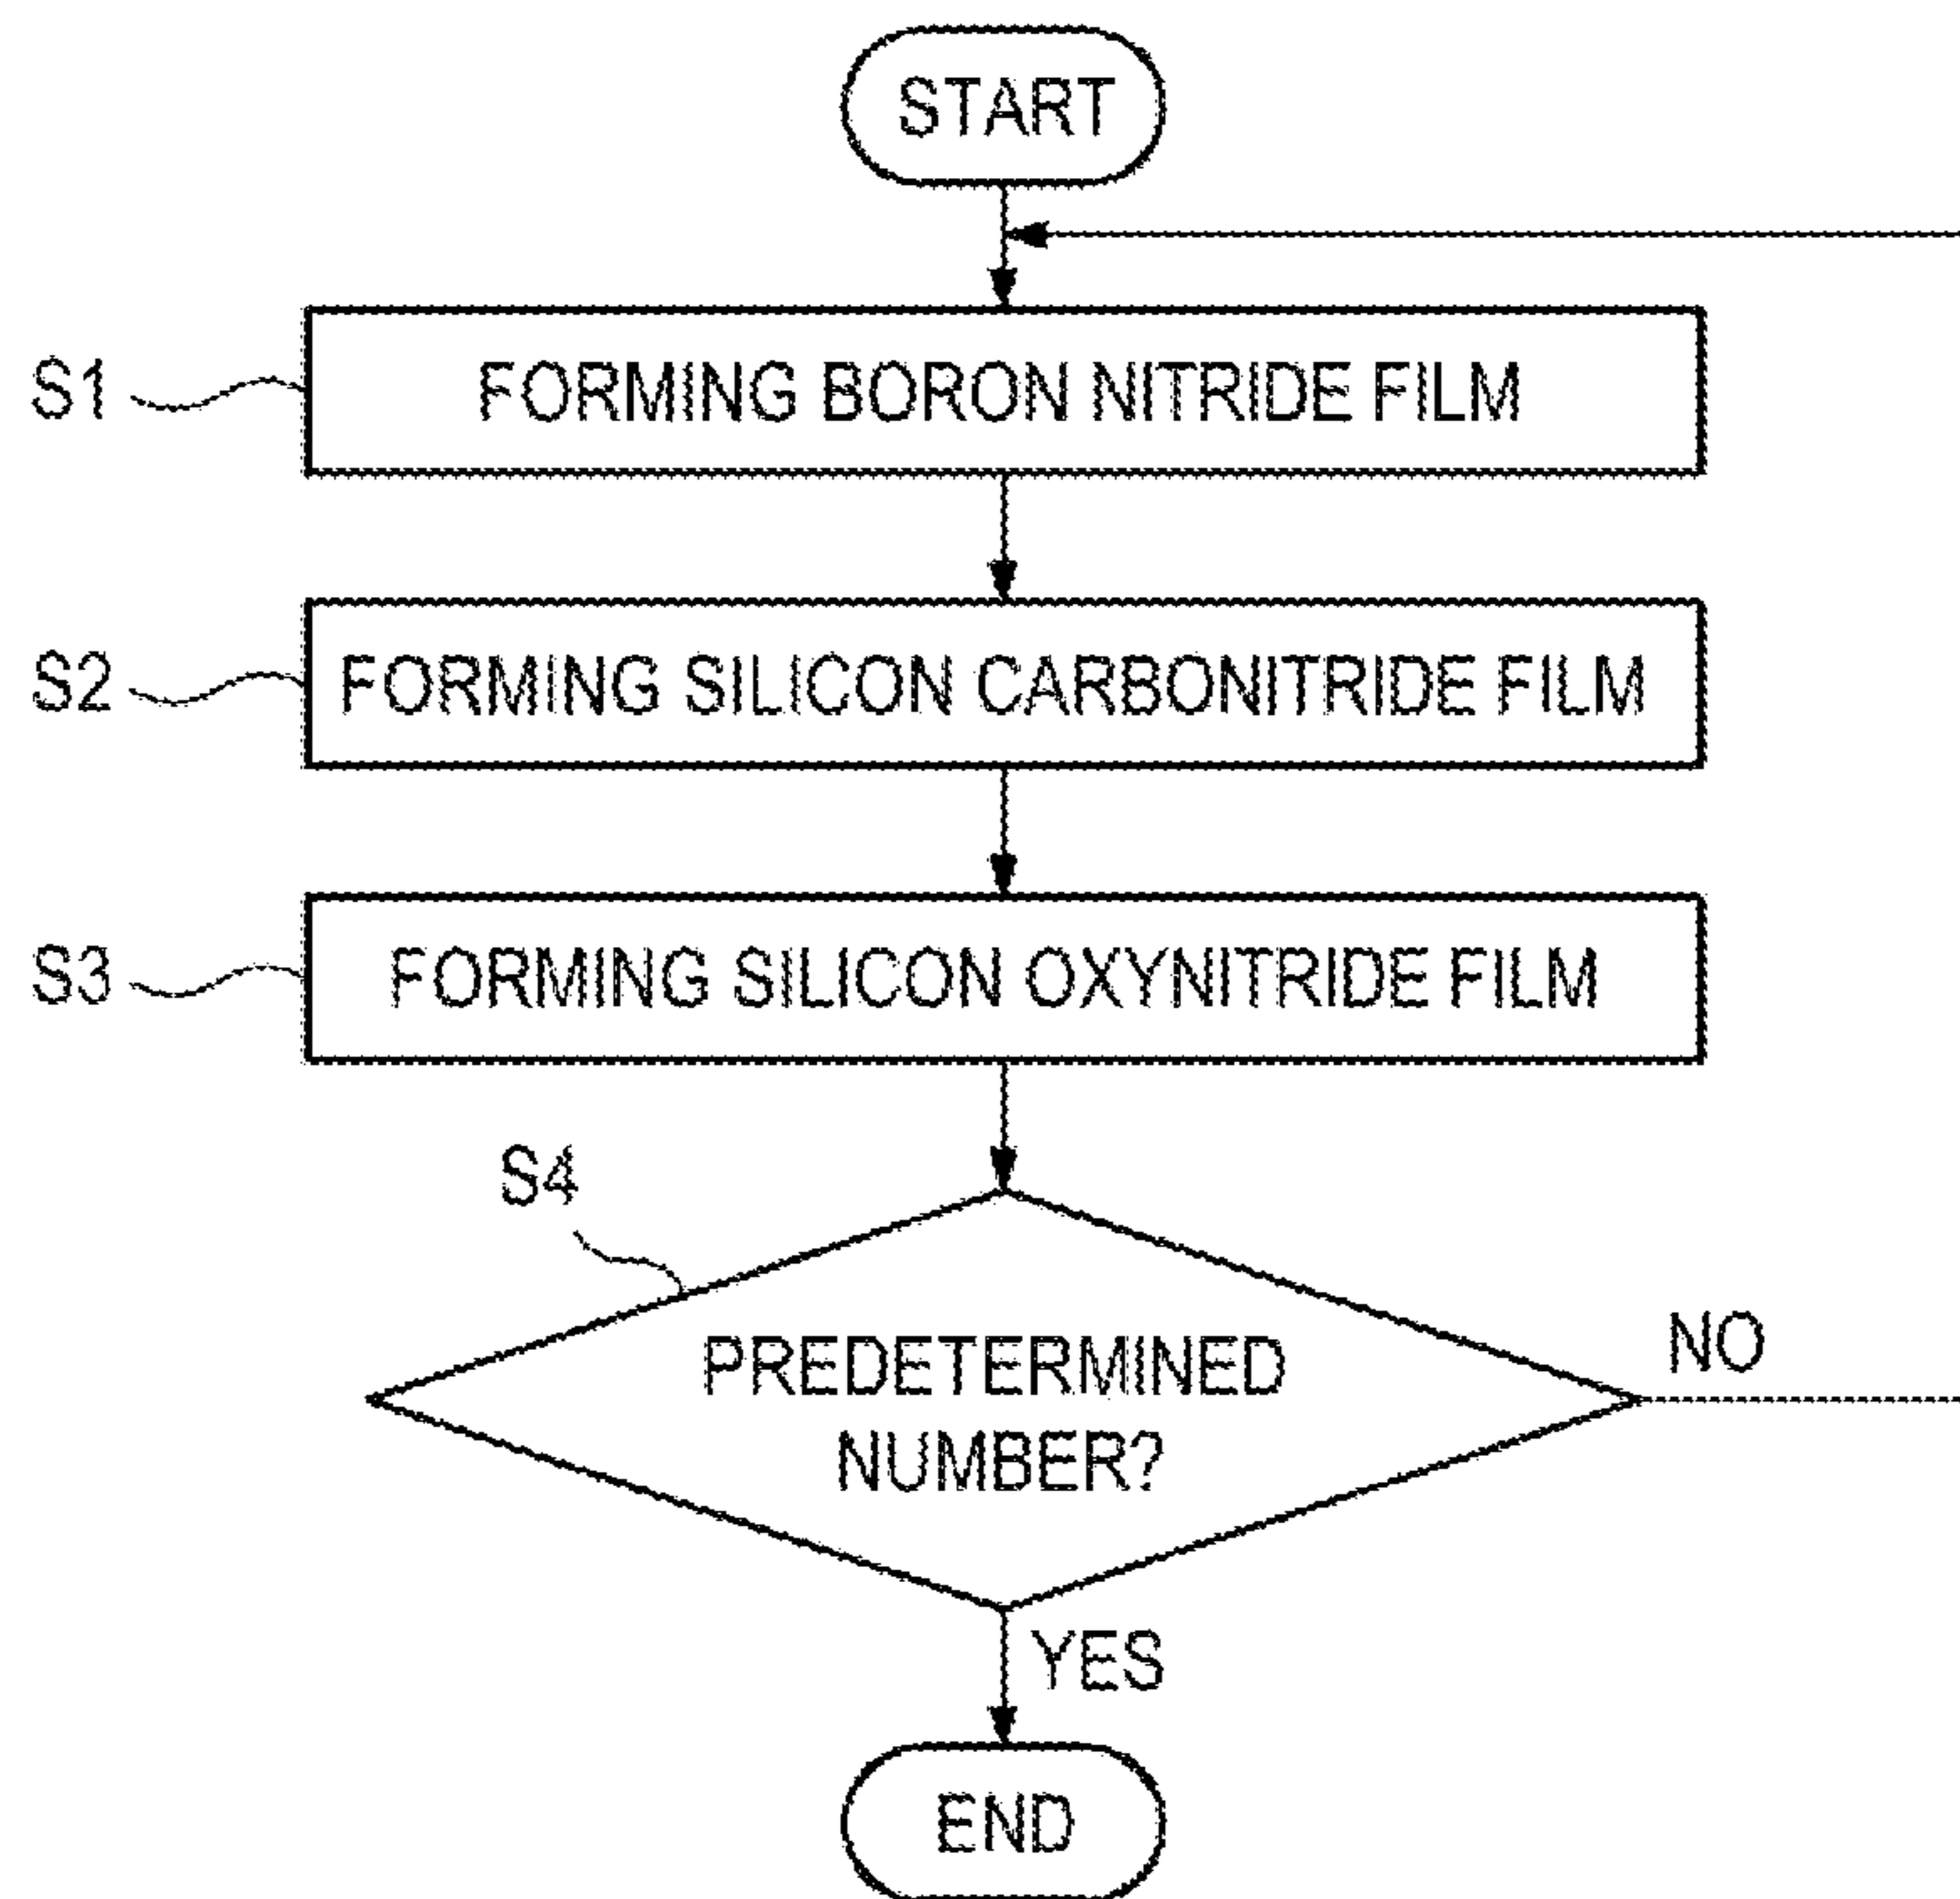 START
S1
FORMING BORON NITRIDE FILM
S2
FORMING SILICON CARBONITRIDE FILM
S3
FORMING SILICON OXYNITRIDE FILM
S4
PREDETERMINED
NUMBER?
NO
YES
END